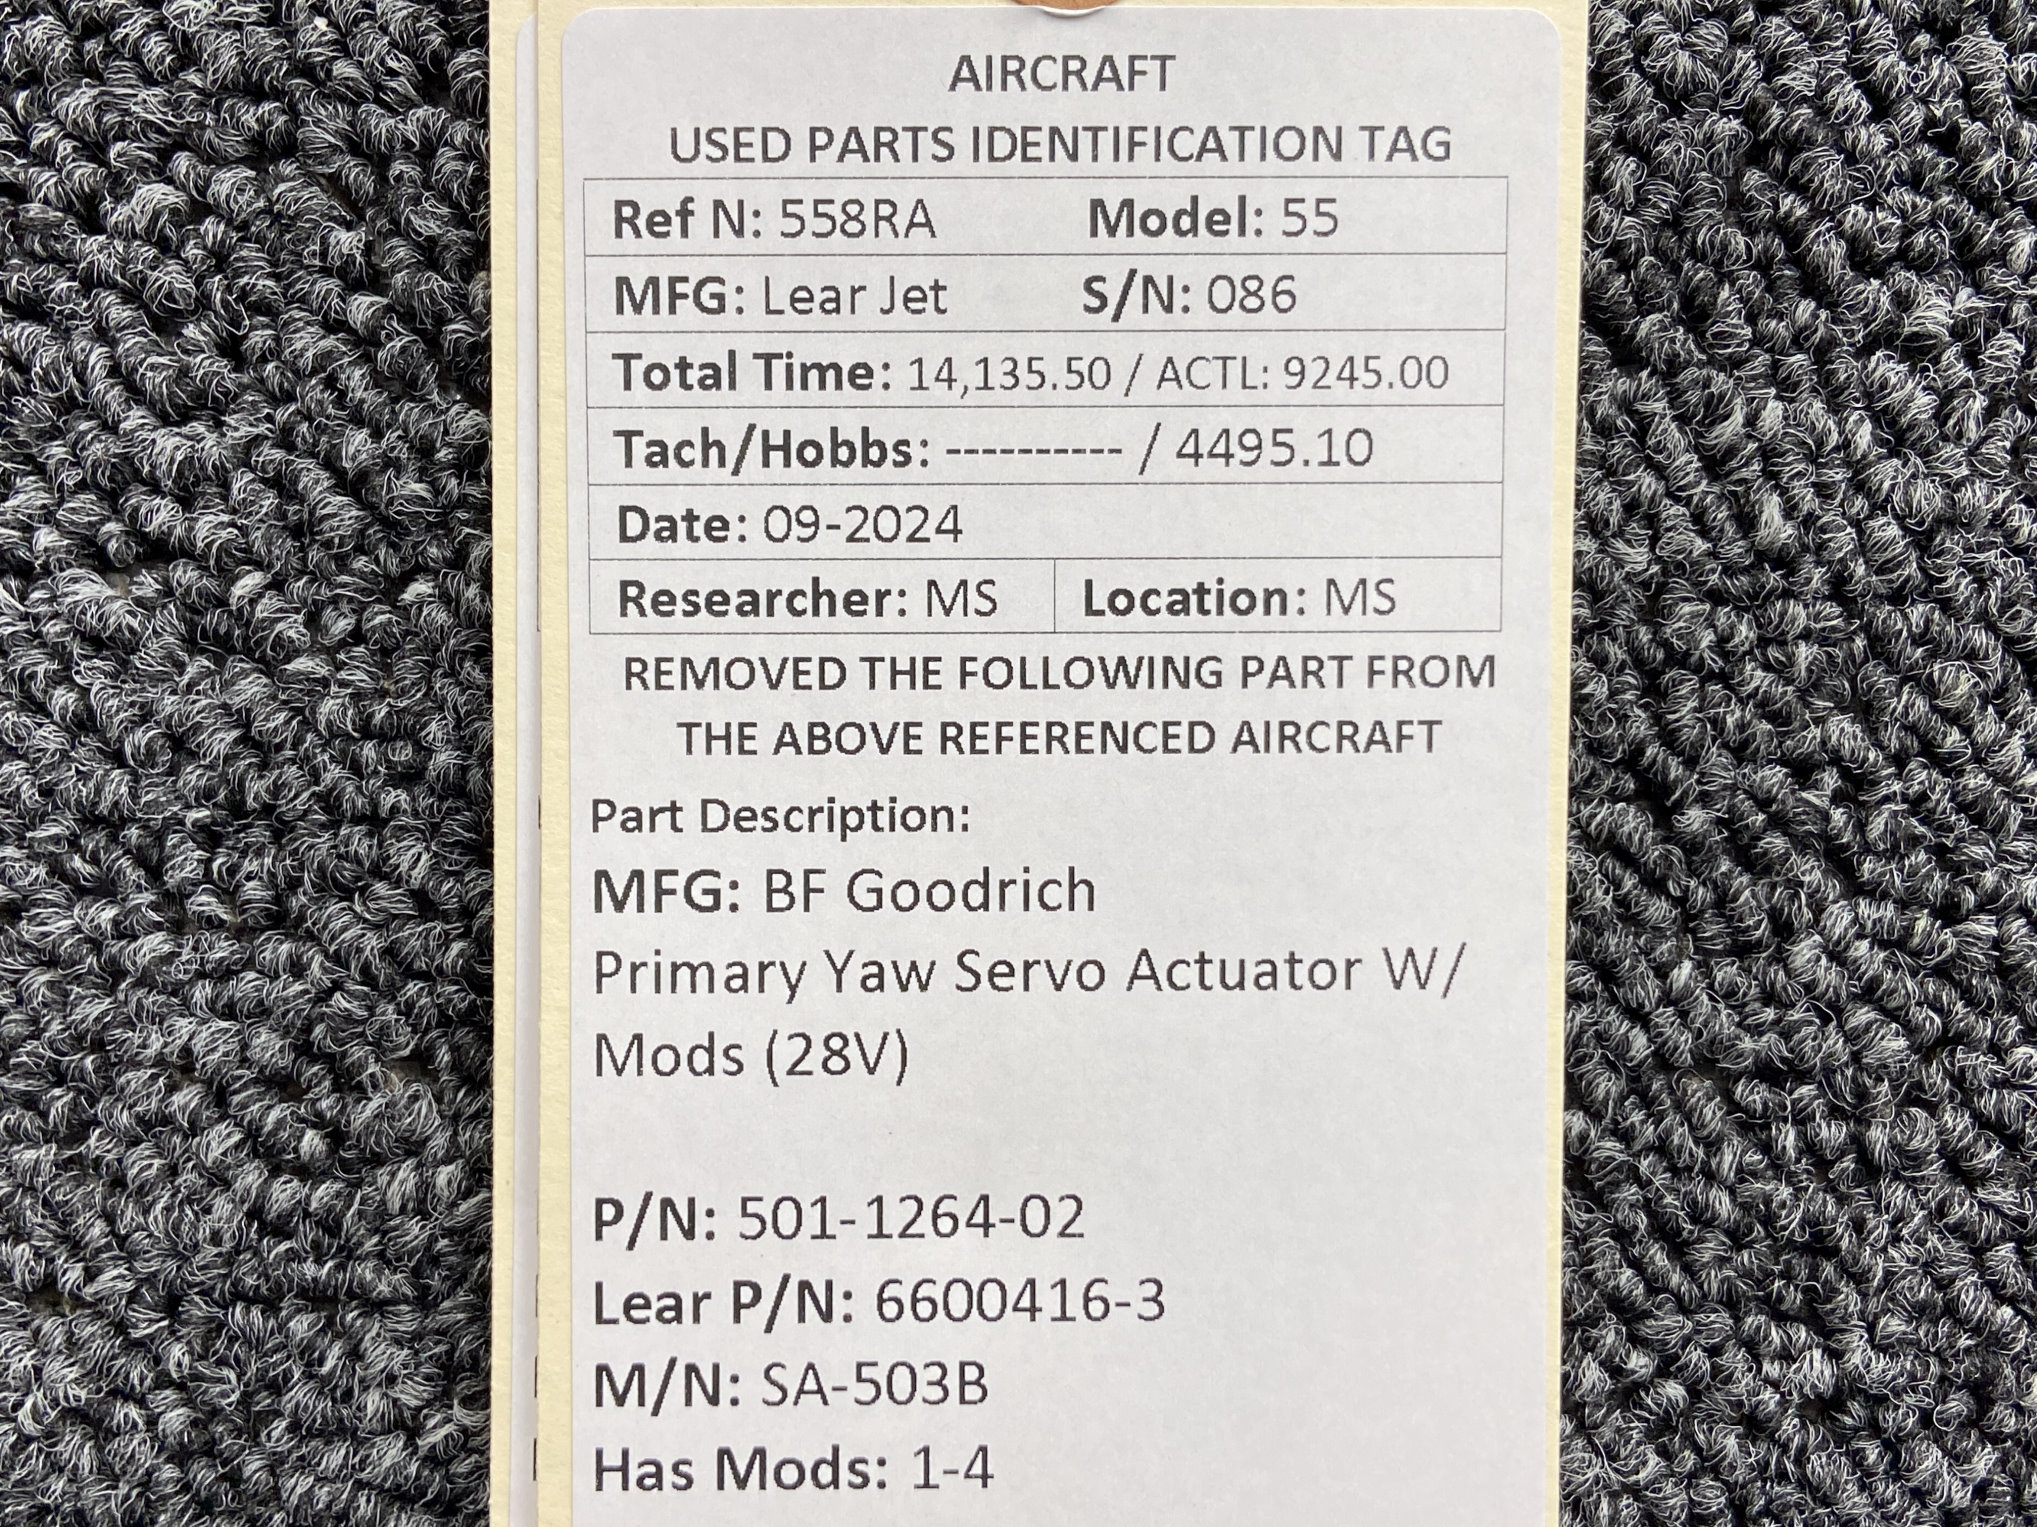 AIRCRAFT
USED PARTS IDENTIFICATION TAG
Ref N: 558RA Model: 55
MFG: Lear Jet S/N: 086
Total Time: 14,135.50 / ACTL: 9245.00
Tach/Hobbs: ---------- / 4495.10
Date: 09-2024
Researcher: MS Location: MS
REMOVED THE FOLLOWING PART FROM
THE ABOVE REFERENCED AIRCRAFT
Part Description:
MFG: BF Goodrich
Primary Yaw Servo Actuator W/
Mods (28V)
P/N: 501-1264-02
Lear P/N: 6600416-3
M/N: SA-503B
Has Mods: 1-4